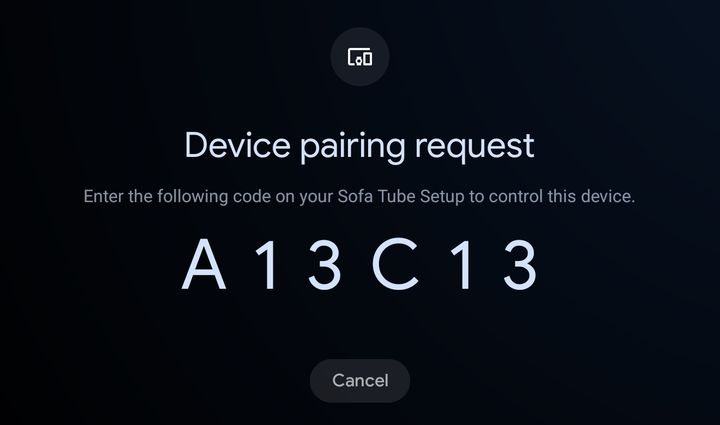 Device pairing request
Enter the following code on your Sofa Tube Setup to control this device.
A 1 3 C 1 3
Cancel